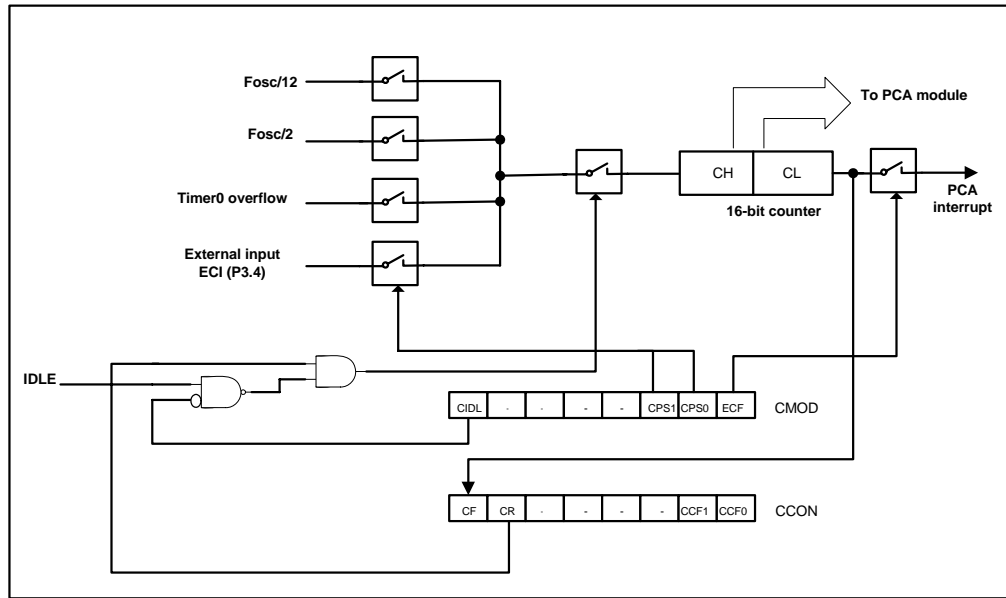 Fosc/12
Fosc/2
Timer0 overflow
External input
ECI (P3.4)
To PCA module
CH CL
16-bit counter
PCA
interrupt
IDLE
CIDL - - - - CPS1 CPS0 ECF CMOD
CF CR - - - - CCF1 CCF0 CCON